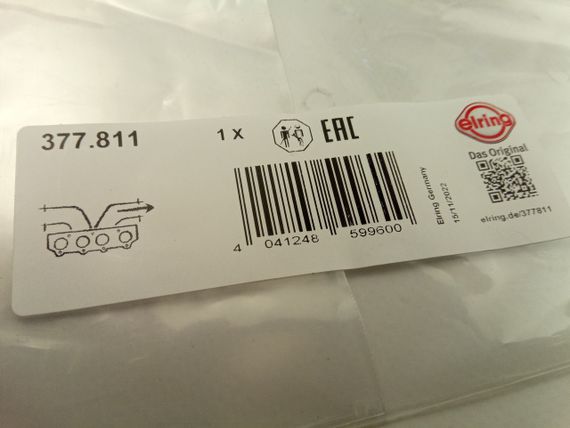 377.811
1 X
EAC
elring
Das Original
4 041248 599600
Elring Germany
15/11/2022
elring.de/377811